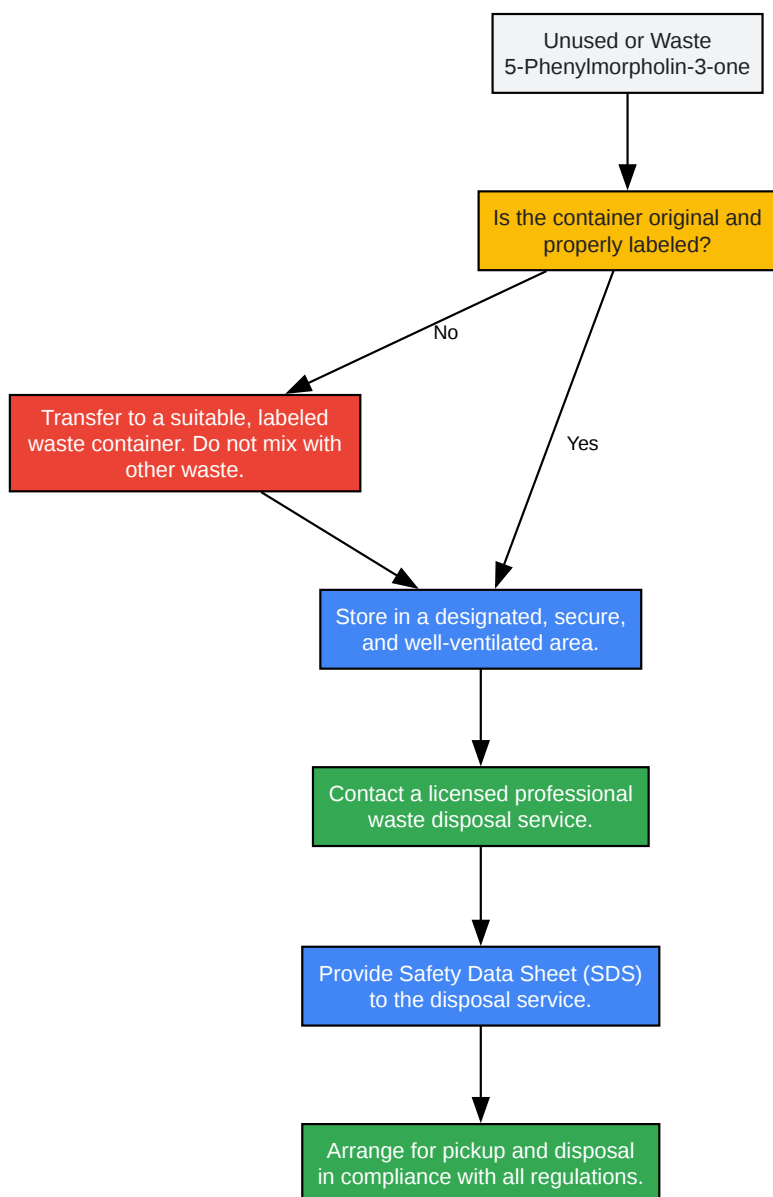 Unused or Waste
5-Phenylmorpholin-3-one
Is the container original and
properly labeled?
No
Yes
Transfer to a suitable, labeled
waste container. Do not mix with
other waste.
Store in a designated, secure,
and well-ventilated area.
Contact a licensed professional
waste disposal service.
Provide Safety Data Sheet (SDS)
to the disposal service.
Arrange for pickup and disposal
in compliance with all regulations.